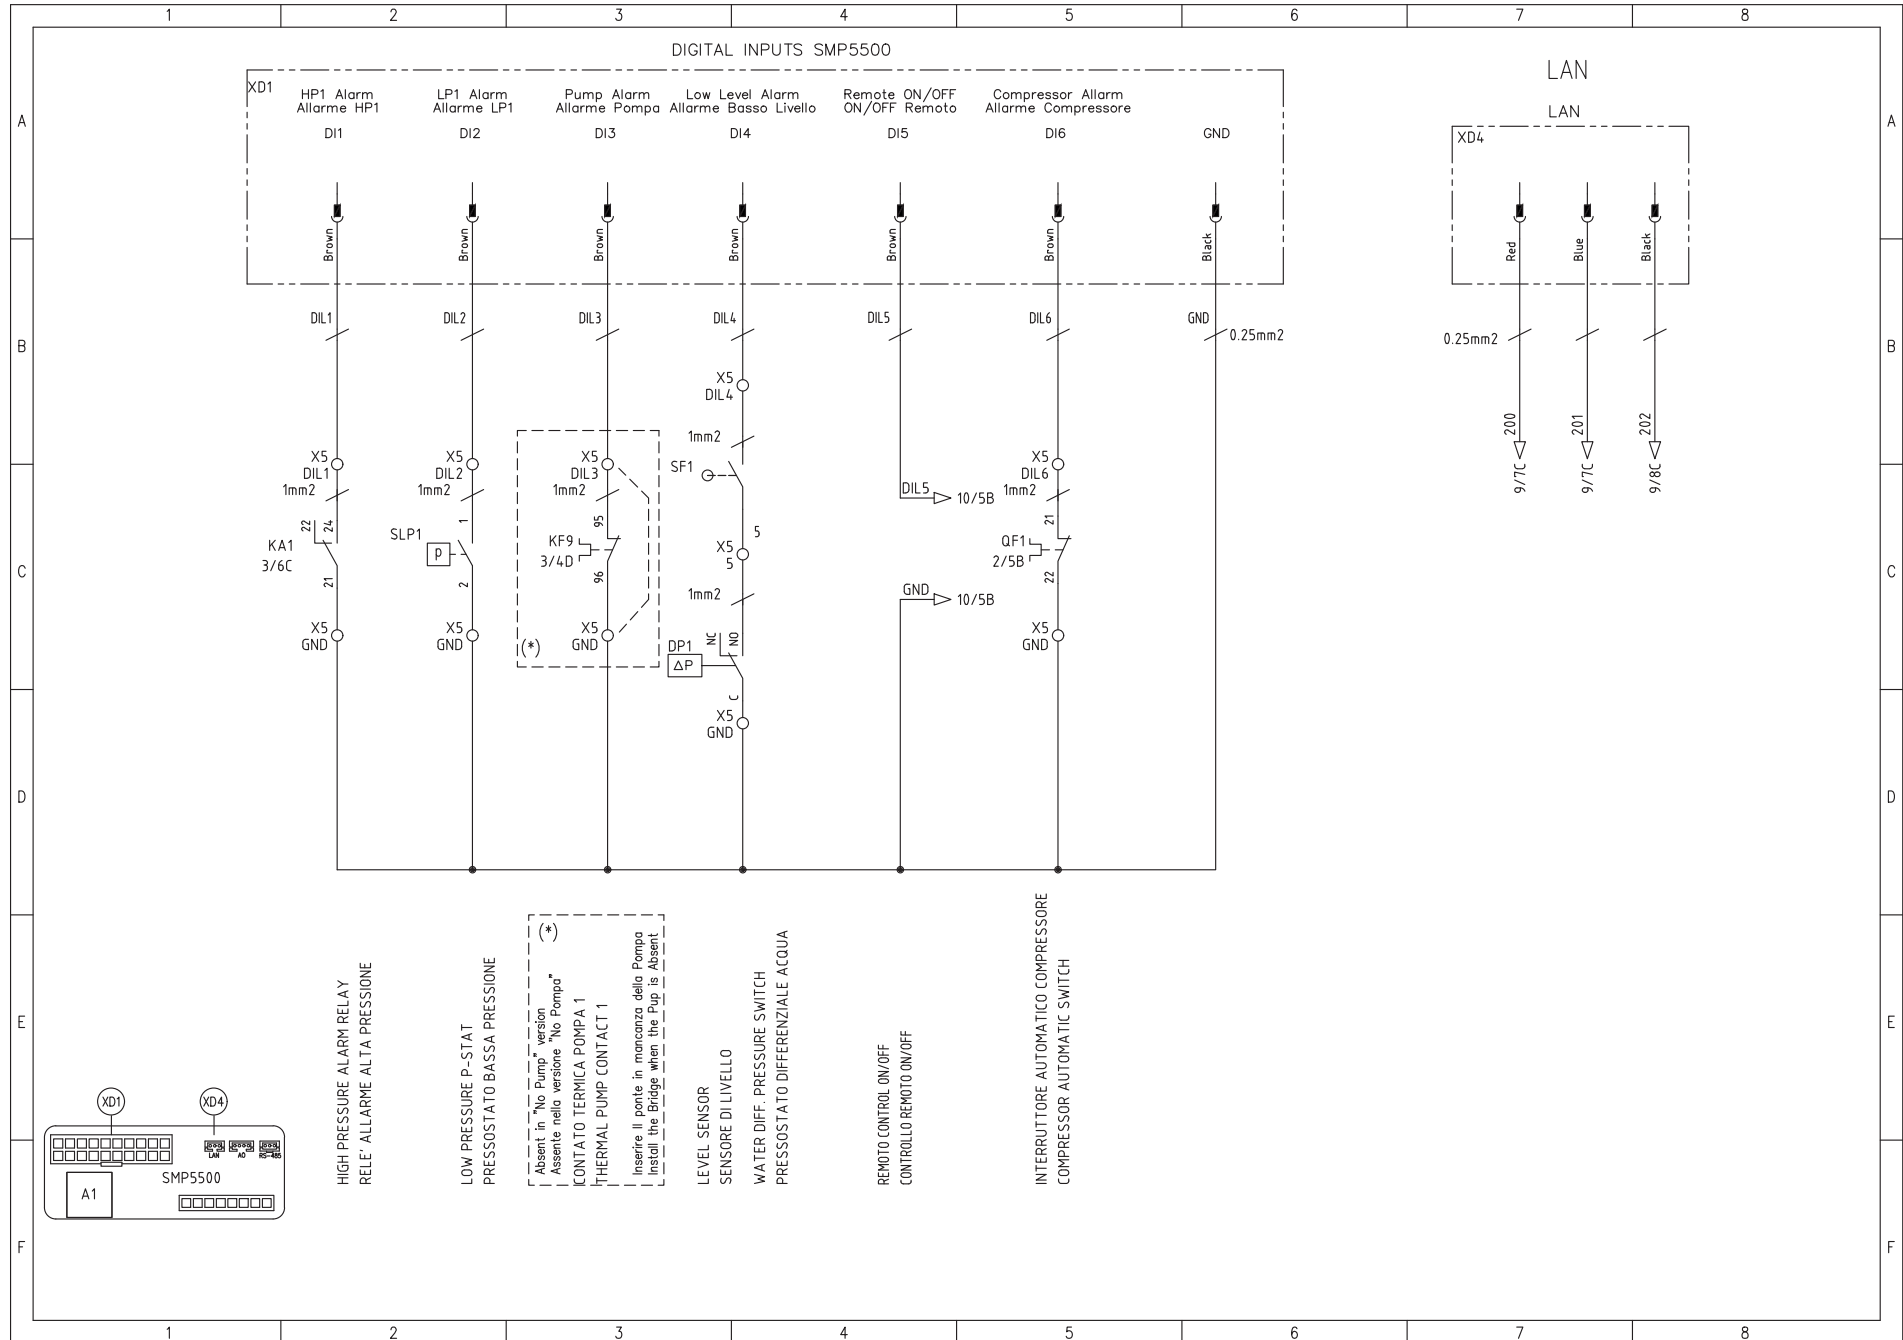 1 2 3 4 5 6 7 8
DIGITAL INPUTS SMP5500
LAN
XD1
HP1 Alarm
Allarme HP1
DI1
LP1 Alarm
Allarme LP1
DI2
Pump Alarm
Allarme Pompa
DI3
Low Level Alarm
Allarme Basso Livello
DI4
Remote ON/OFF
ON/OFF Remoto
DI5
Compressor Allarm
Allarme Compressore
DI6
GND
LAN
XD4
A A
Brown Brown Brown Brown Brown Brown Black
Red Blue Black
DIL1 DIL2 DIL3 DIL4 DIL5 DIL6 GND
0.25mm2
0.25mm2
B B
X5
DIL4
1mm2
200 201 202
9/7C 9/7C 9/8C
X5
DIL1
1mm2
X5
DIL2
1mm2
X5
DIL3
1mm2
SF1
DIL5 10/5B
X5
DIL6
1mm2
22 24
KA1
3/6C
21
1
SLP1
P
2
95
KF9
3/4D
96
5
X5
5
1mm2
21
QF1
2/5B
22
C C
GND 10/5B
X5
GND
X5
GND
X5
GND
(*)
NC NO
DP1
ΔP
C
X5
GND
X5
GND
D D
HIGH PRESSURE ALARM RELAY
RELE' ALLARME ALTA PRESSIONE
LOW PRESSURE P-STAT
PRESSOSTATO BASSA PRESSIONE
(*)
Absent in "No Pump" version
Assente nella versione "No Pompa"
CONTATO TERMICA POMPA 1
THERMAL PUMP CONTACT 1
Inserire Il ponte in mancanza della Pompa
Install the Bridge when the Pup is Absent
LEVEL SENSOR
SENSORE DI LIVELLO
WATER DIFF. PRESSURE SWITCH
PRESSOSTATO DIFFERENZIALE ACQUA
REMOTO CONTROL ON/OFF
CONTROLLO REMOTO ON/OFF
INTERRUTTORE AUTOMATICO COMPRESSORE
COMPRESSOR AUTOMATIC SWITCH
E E
XD1 XD4
LAN AO RS-485
SMP5500
A1
F F
1 2 3 4 5 6 7 8